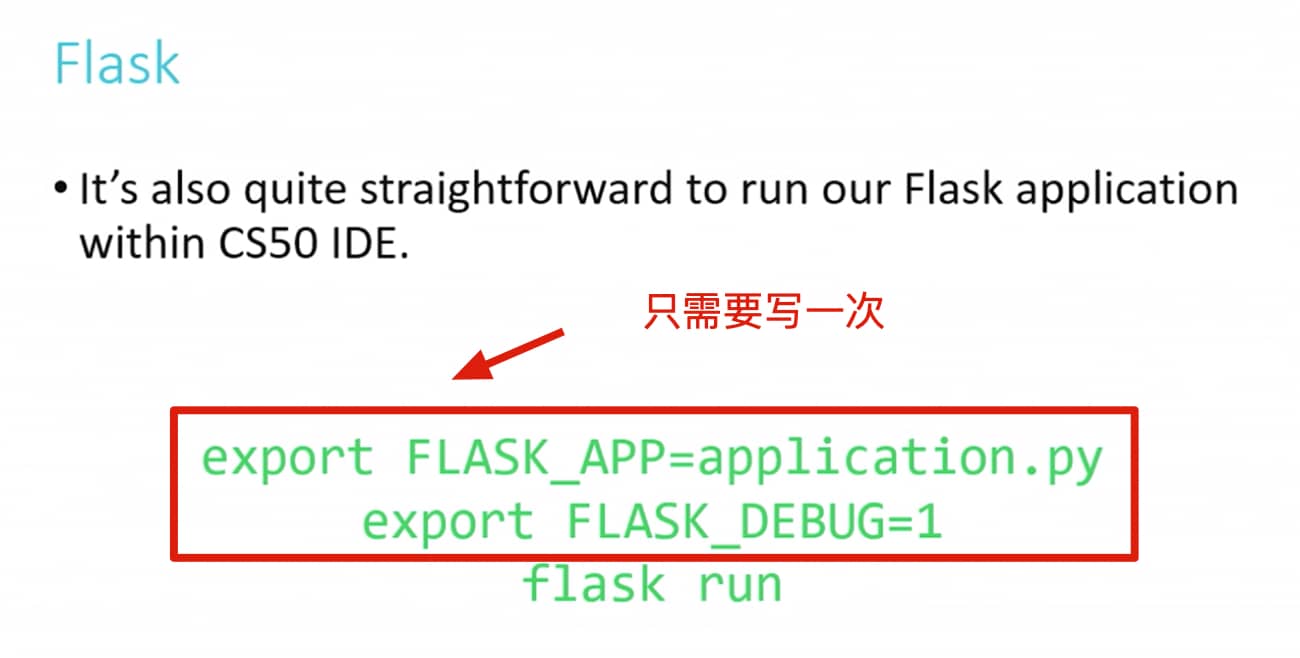 Flask
• It's also quite straightforward to run our Flask application
within CS50 IDE.
只需要写一次
export FLASK_APP=application.py
export FLASK_DEBUG=1
flask run